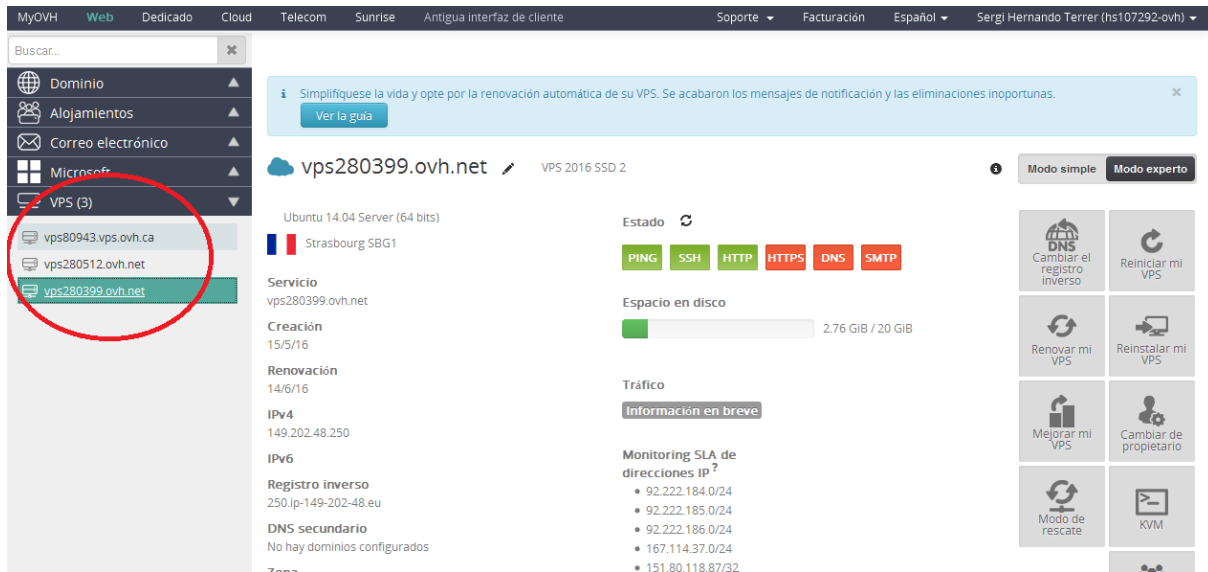 MyOVH Web Dedicado Cloud Telecom Sunrise Antigua interfaz de cliente Soporte Facturación Español Sergi Hernando Terrer (hs107292-ovh)
Buscar...
Dominio
Alojamientos
Correo electrónico
Microsoft
VPS (3)
vps80943.vps.ovh.ca
vps280512.ovh.net
vps280399.ovh.net
i Simplifíquese la vida y opte por la renovación automática de su VPS. Se acabaron los mensajes de notificación y las eliminaciones inoportunas.
Ver la guía
vps280399.ovh.net VPS 2016 SSD 2
Modo simple Modo experto
Ubuntu 14.04 Server (64 bits)
Strasbourg SBG1
Servicio
vps280399.ovh.net
Creación
15/5/16
Renovación
14/6/16
IPv4
149.202.48.250
IPv6
Registro inverso
250.ip-149-202-48.eu
DNS secundario
No hay dominios configurados
Zona
Estado
PING SSH HTTP HTTPS DNS SMTP
Espacio en disco
2.76 GiB / 20 GiB
Tráfico
Información en breve
Monitoring SLA de
direcciones IP ?
92.222.184.0/24
92.222.185.0/24
92.222.186.0/24
167.114.37.0/24
151.80.118.87/32
DNS
Cambiar el
registro
inverso
Reiniciar mi
VPS
Renovar mi
VPS
Reinstalar mi
VPS
Mejorar mi
VPS
Cambiar de
propietario
Modo de
rescate
KVM